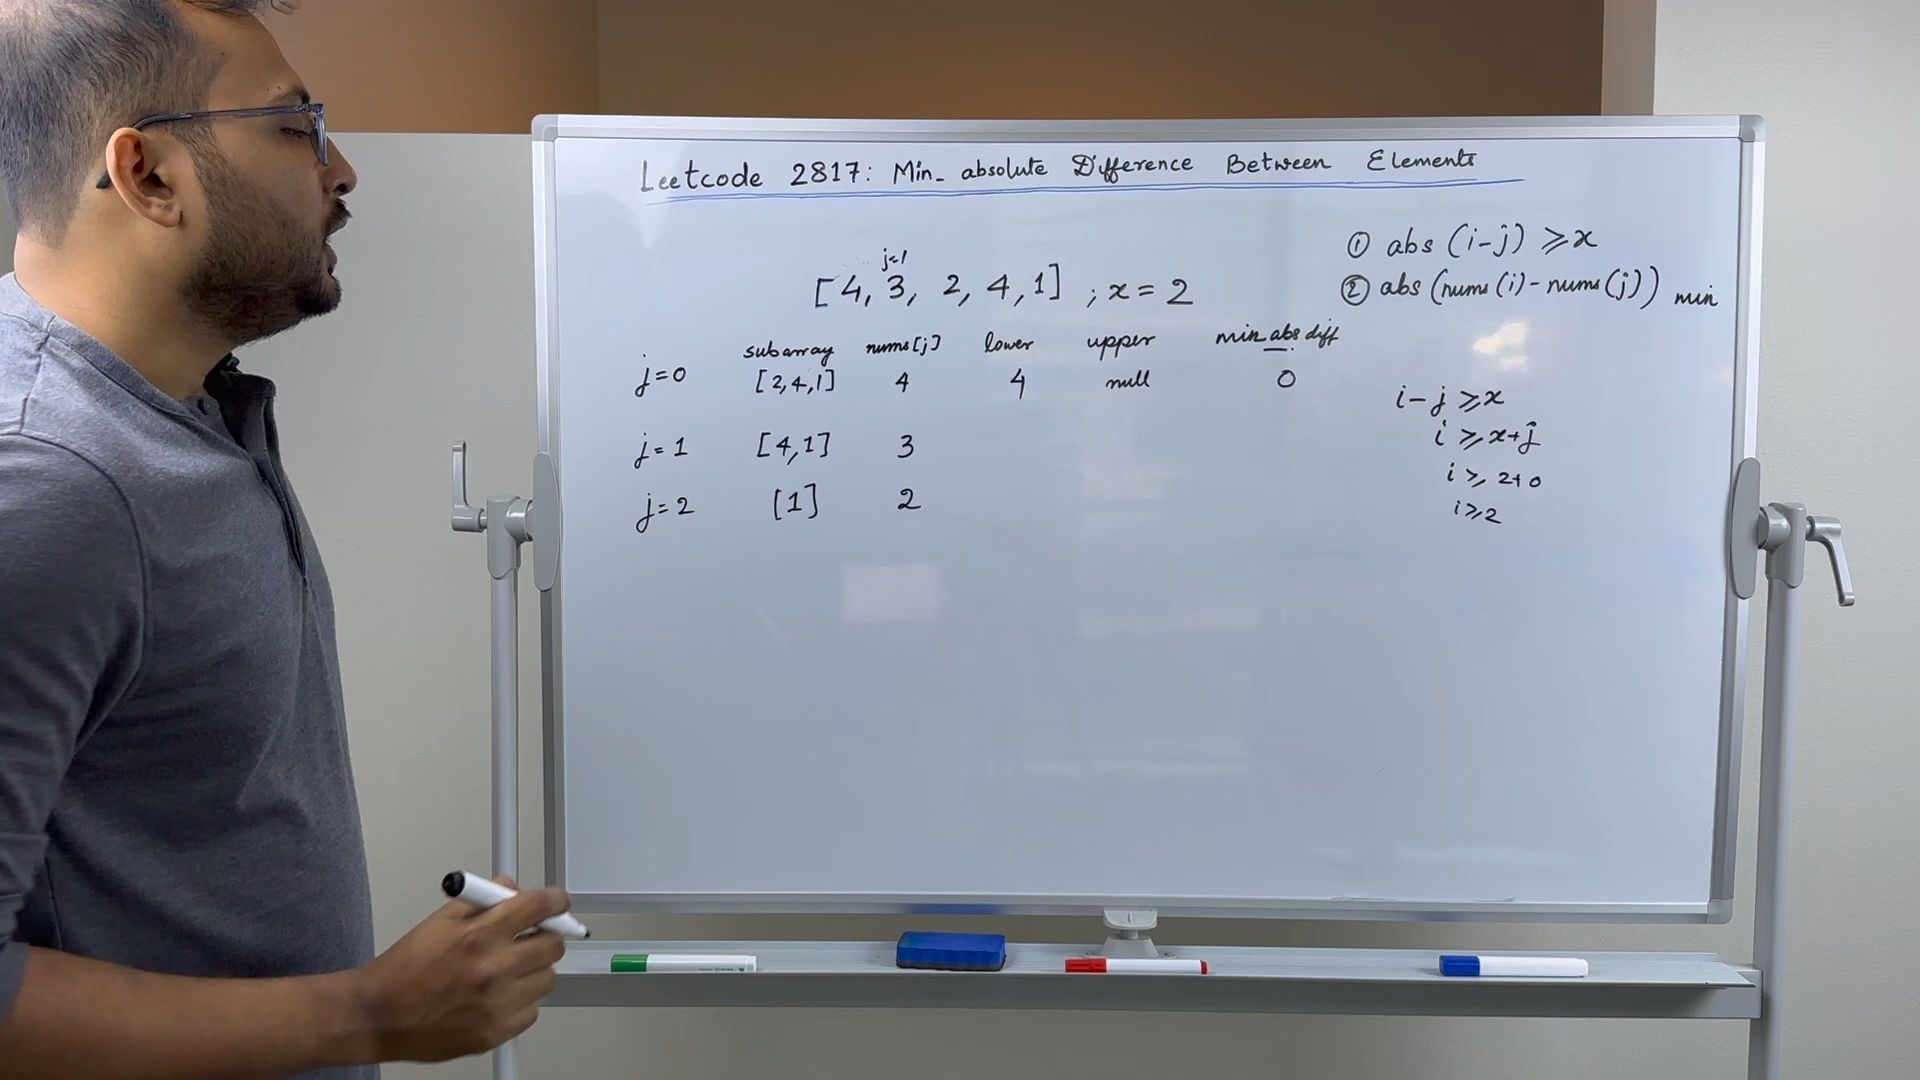 Leetcode 2817: Min_ absolute Difference Between Elements
① abs (i-j) ⩾x
j=1
[4, 3, 2, 4, 1] ; x = 2
② abs (nums(i) - nums(j)) min
subarray nums[j] lower upper min abs diff
j=0 [2,4,1] 4 4 null 0
i- j ⩾x
i ⩾ x+j
j= 1 [4,1] 3
i ⩾ 2+0
j= 2 [1] 2
i⩾2